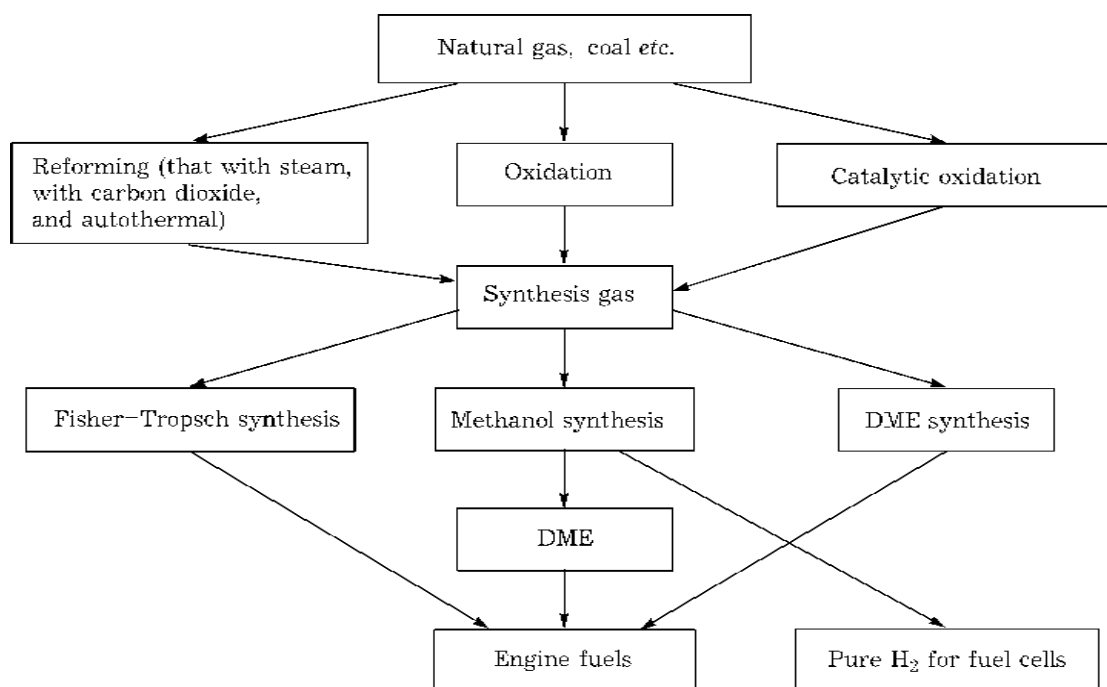 Natural gas, coal etc.
Reforming (that with steam,
with carbon dioxide,
and autothermal)
Oxidation
Catalytic oxidation
Synthesis gas
Fisher–Tropsch synthesis
Methanol synthesis
DME synthesis
DME
Engine fuels
Pure H₂ for fuel cells